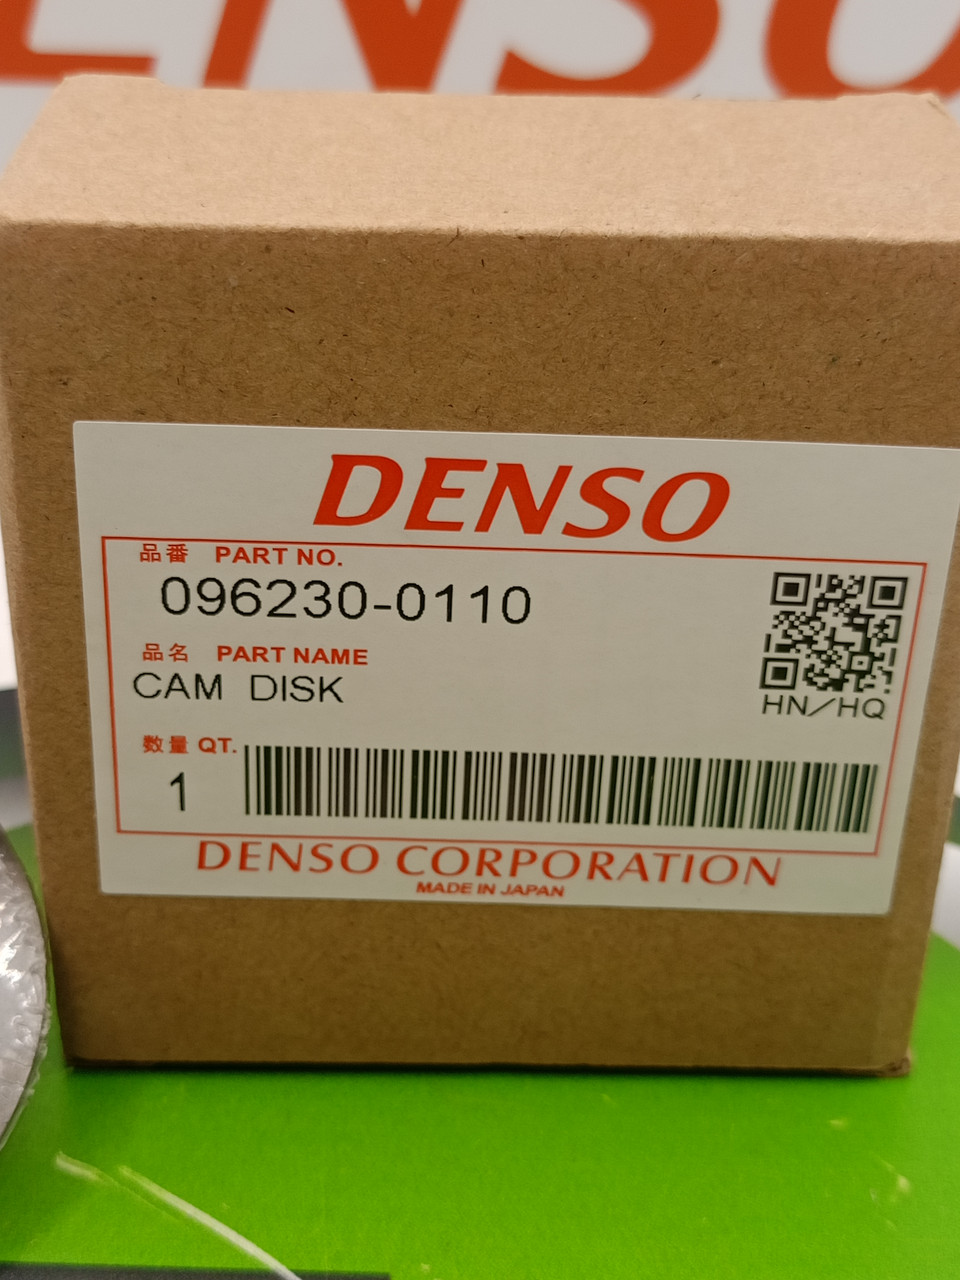 DENSO
DENSO
品番 PART NO.
096230-0110
品名 PART NAME
CAM DISK
HN/HQ
数量 QT.
1
DENSO CORPORATION
MADE IN JAPAN